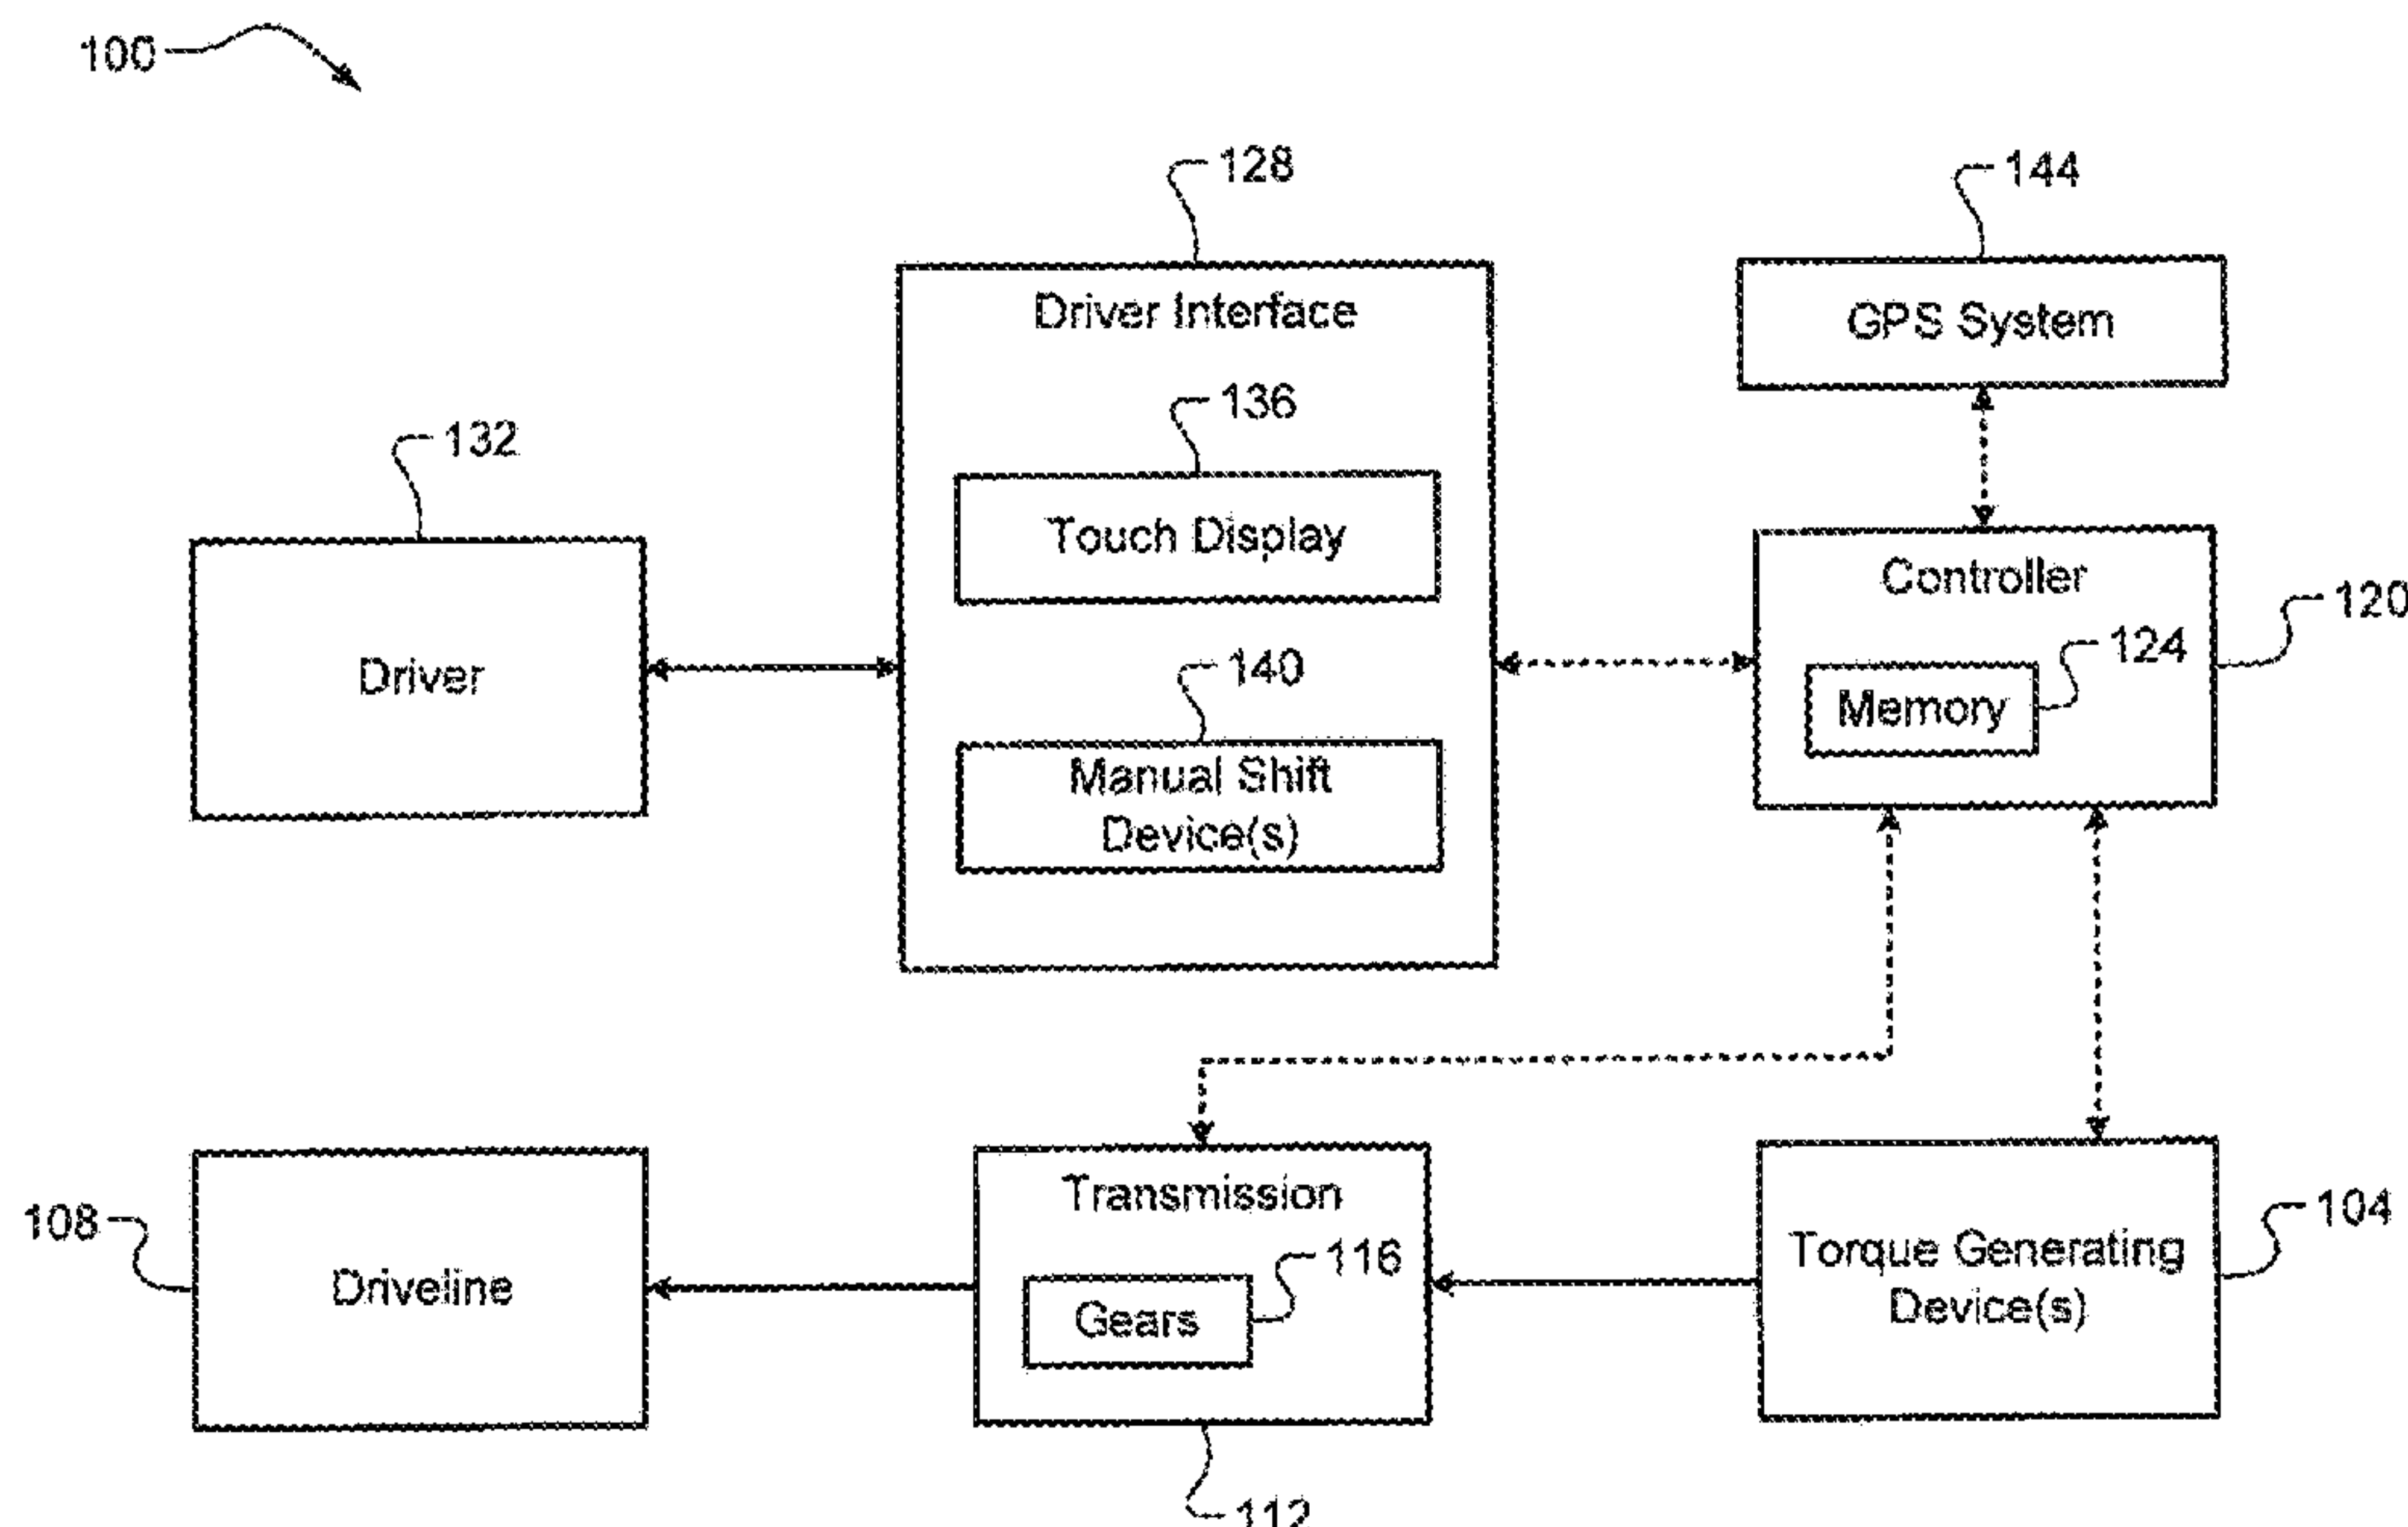 100
128
144
Driver Interface
GPS System
136
132
Touch Display
Controller
120
124
Driver
140
Memory
Manual Shift
Device(s)
Transmission
108
104
116
Torque Generating
Device(s)
Driveline
Gears
112